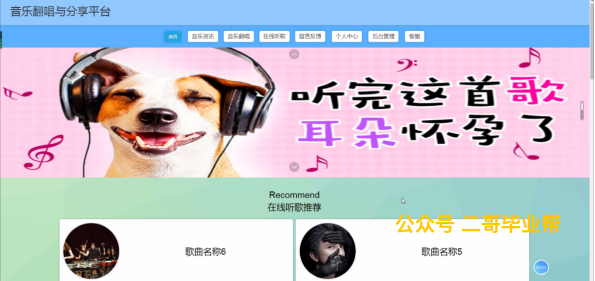 音乐翻唱与分享平台
首页 音乐资讯 音乐翻唱 在线听歌 留言反馈 个人中心 后台管理 客服
听完这首歌
耳朵怀孕了
Recommend
在线听歌推荐
公众号 二哥毕业帮
歌曲名称6 歌曲名称5